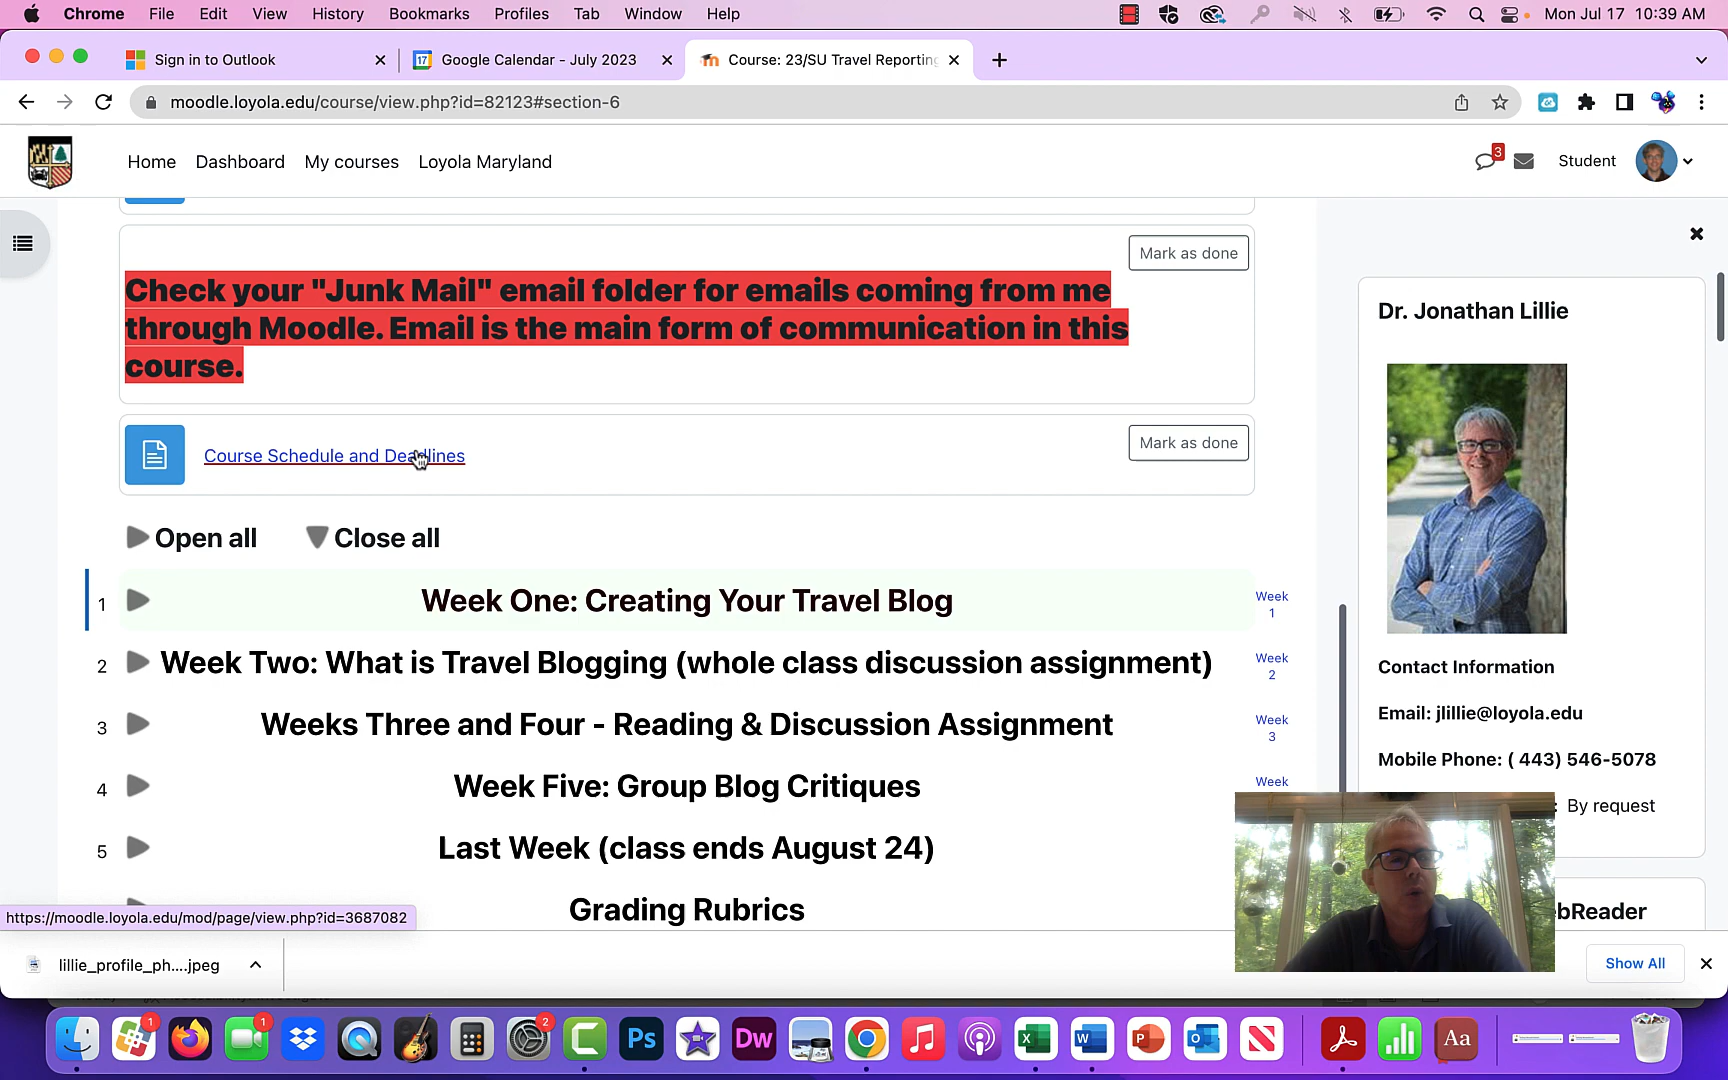 Chrome File Edit View History Bookmarks Profiles Tab Window Help Mon Jul 17 10:39 AM
Sign in to Outlook
Google Calendar - July 2023
Course: 23/SU Travel Reporting
moodle.loyola.edu/course/view.php?id=82123#section-6
Home Dashboard My courses Loyola Maryland
3
Student
Mark as done
Check your "Junk Mail" email folder for emails coming from me
through Moodle. Email is the main form of communication in this
course.
Course Schedule and Deadlines
Mark as done
Open all Close all
1 Week One: Creating Your Travel Blog Week
1
2 Week Two: What is Travel Blogging (whole class discussion assignment) Week
2
3 Weeks Three and Four - Reading & Discussion Assignment Week
3
4 Week Five: Group Blog Critiques Week
5 Last Week (class ends August 24)
Grading Rubrics
Dr. Jonathan Lillie
Contact Information
Email: jlillie@loyola.edu
Mobile Phone: ( 443) 546-5078
: By request
bReader
https://moodle.loyola.edu/mod/page/view.php?id=3687082
lillie_profile_ph....jpeg
Show All
1
1
2
Ps
Dw
Aa